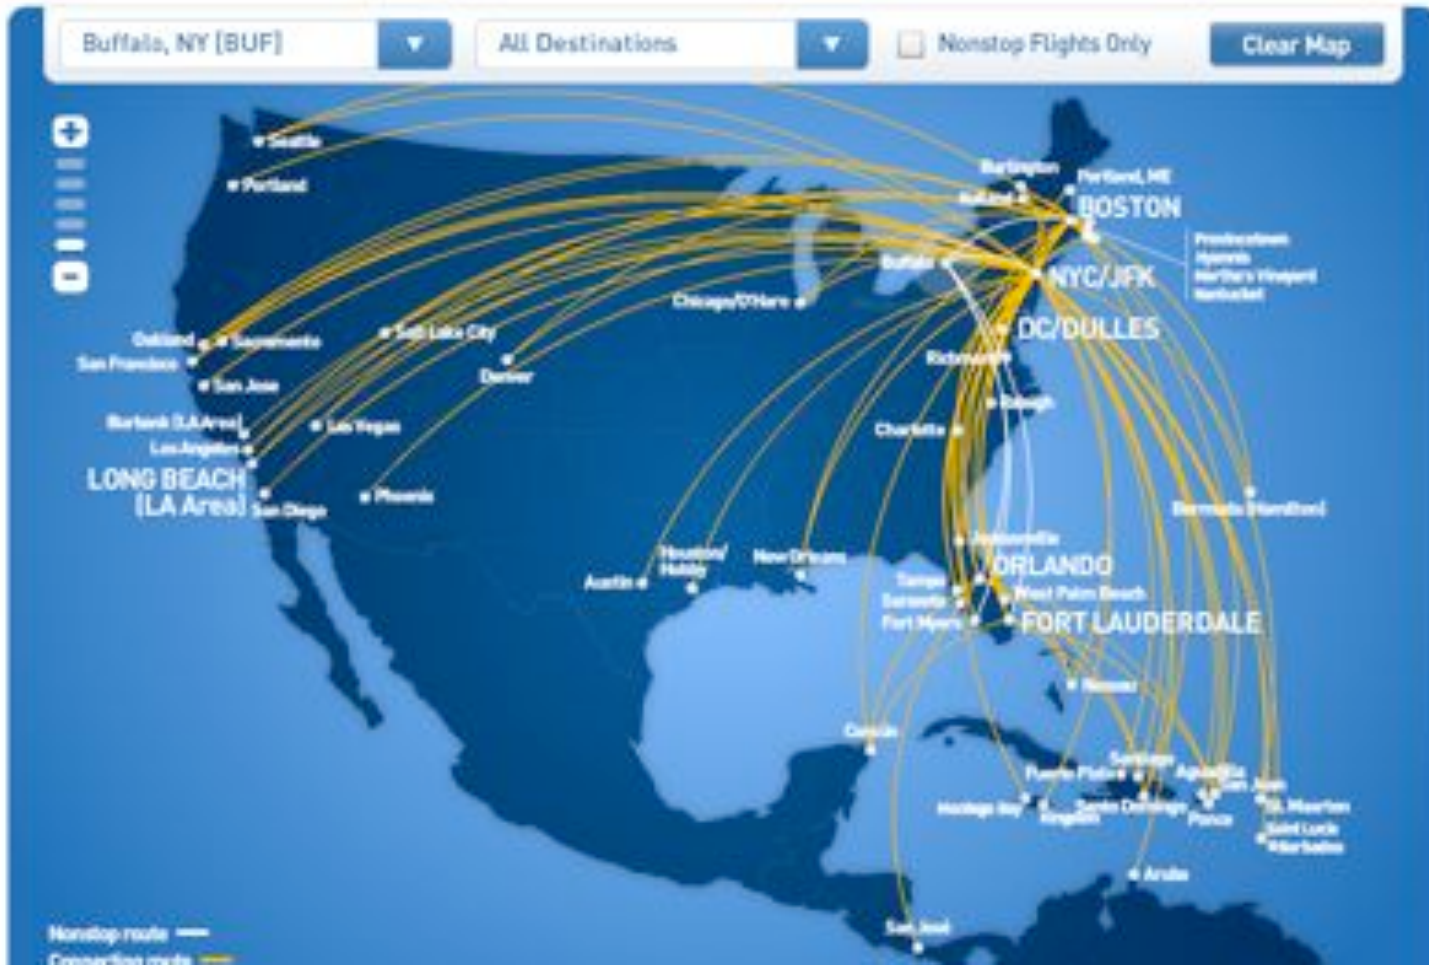 Buffalo, NY (BUF)
All Destinations
Nonstop Flights Only
Clear Map
+
Seattle
Portland
Burlington
Portland, ME
BOSTON
Buffalo
NYC/JFK
Chicago/O'Hare
DC/DULLES
Richmond
Oakland
Sacramento
Salt Lake City
San Francisco
Denver
San Jose
Raleigh
Burbank (LA Area)
Las Vegas
Charlotte
Los Angeles
LONG BEACH
(LA Area)
San Diego
Phoenix
Bermuda (Hamilton)
Provincetown
Hyannis
Martha's Vineyard
Nantucket
Jacksonville
Houston/
Hobby
New Orleans
Austin
ORLANDO
Tampa
Sarasota
West Palm Beach
Fort Myers
FORT LAUDERDALE
Nassau
Cancún
Santiago
Puerto Plata
Aguadilla
San Juan
Montego Bay
Kingston
Santo Domingo
Ponce
St. Maarten
Saint Lucia
Barbados
Aruba
San José
Nonstop route
Connecting route
-